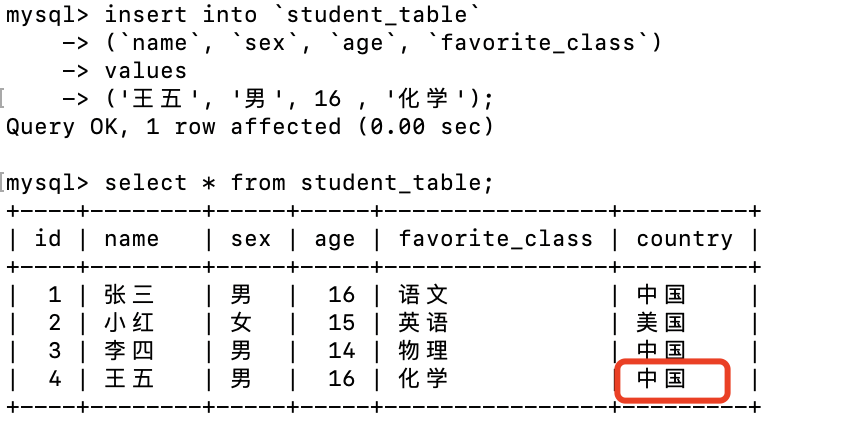 mysql> insert into `student_table`
    -> (`name`, `sex`, `age`, `favorite_class`)
    -> values
    -> ('王五', '男', 16 , '化学');
Query OK, 1 row affected (0.00 sec)

mysql> select * from student_table;
+----+--------+-----+-----+----------------+---------+
| id | name   | sex | age | favorite_class | country |
+----+--------+-----+-----+----------------+---------+
|  1 | 张三   | 男  |  16 | 语文           | 中国    |
|  2 | 小红   | 女  |  15 | 英语           | 美国    |
|  3 | 李四   | 男  |  14 | 物理           | 中国    |
|  4 | 王五   | 男  |  16 | 化学           | 中国    |
+----+--------+-----+-----+----------------+---------+